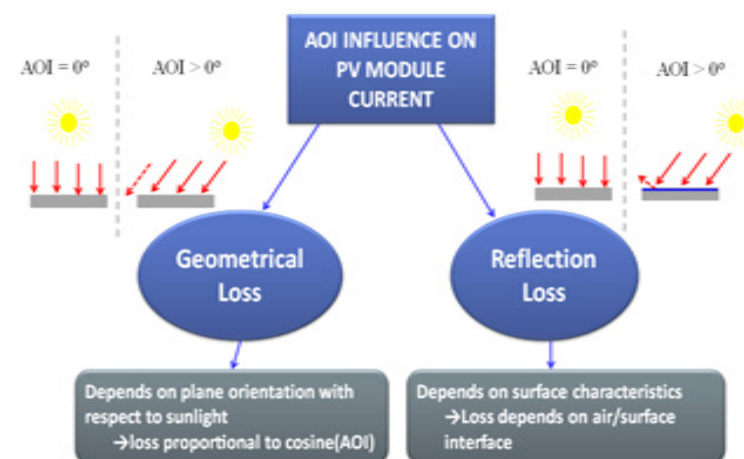 AOI INFLUENCE ON
PV MODULE
CURRENT
AOI = 0°
AOI > 0°
AOI = 0°
AOI > 0°
Geometrical
Loss
Reflection
Loss
Depends on plane orientation with
respect to sunlight
→loss proportional to cosine(AOI)
Depends on surface characteristics
→Loss depends on air/surface
interface